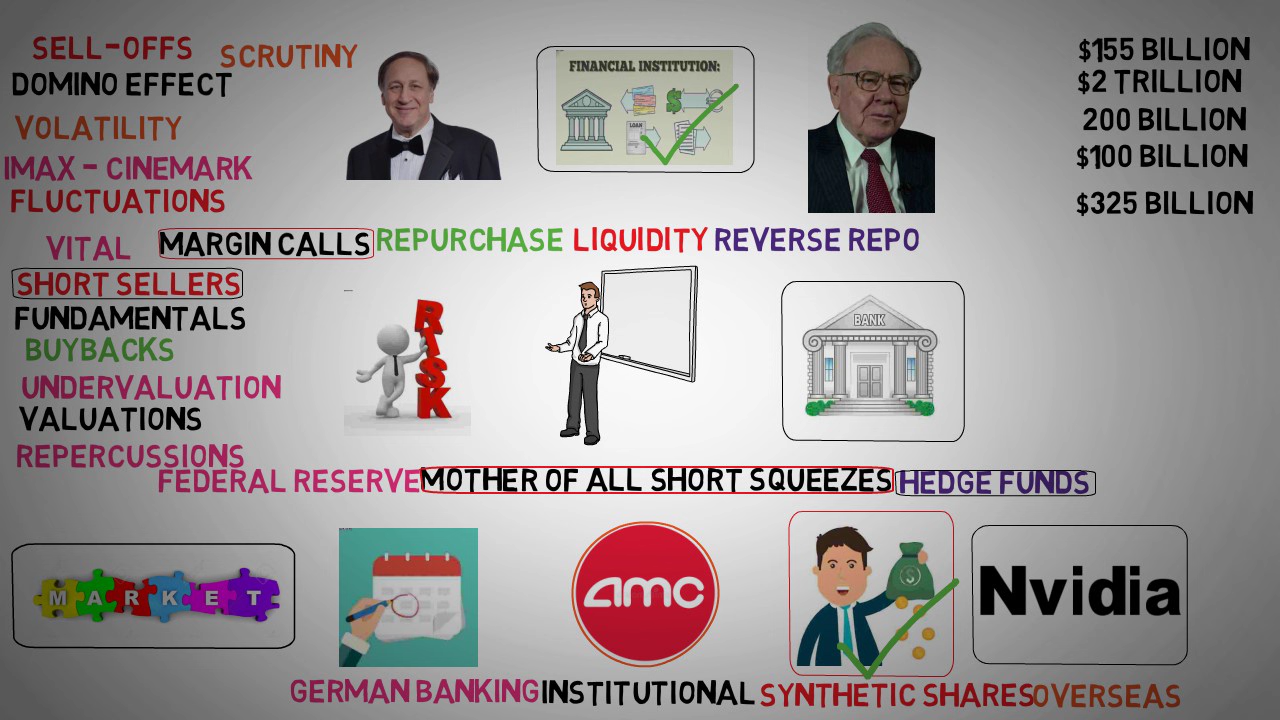 SELL-OFFS
SCRUTINY
DOMINO EFFECT
VOLATILITY
IMAX - CINEMARK
FLUCTUATIONS
FINANCIAL INSTITUTION:
LOAN
$155 BILLION
$2 TRILLION
200 BILLION
$100 BILLION
$325 BILLION
VITAL
MARGIN CALLS
REPURCHASE
LIQUIDITY
REVERSE REPO
SHORT SELLERS
FUNDAMENTALS
BUYBACKS
UNDERVALUATION
VALUATIONS
REPERCUSSIONS
RISK
BANK
FEDERAL RESERVE
MOTHER OF ALL SHORT SQUEEZES
HEDGE FUNDS
MARKET
amc
$
Nvidia
GERMAN BANKING
INSTITUTIONAL
SYNTHETIC SHARES
OVERSEAS